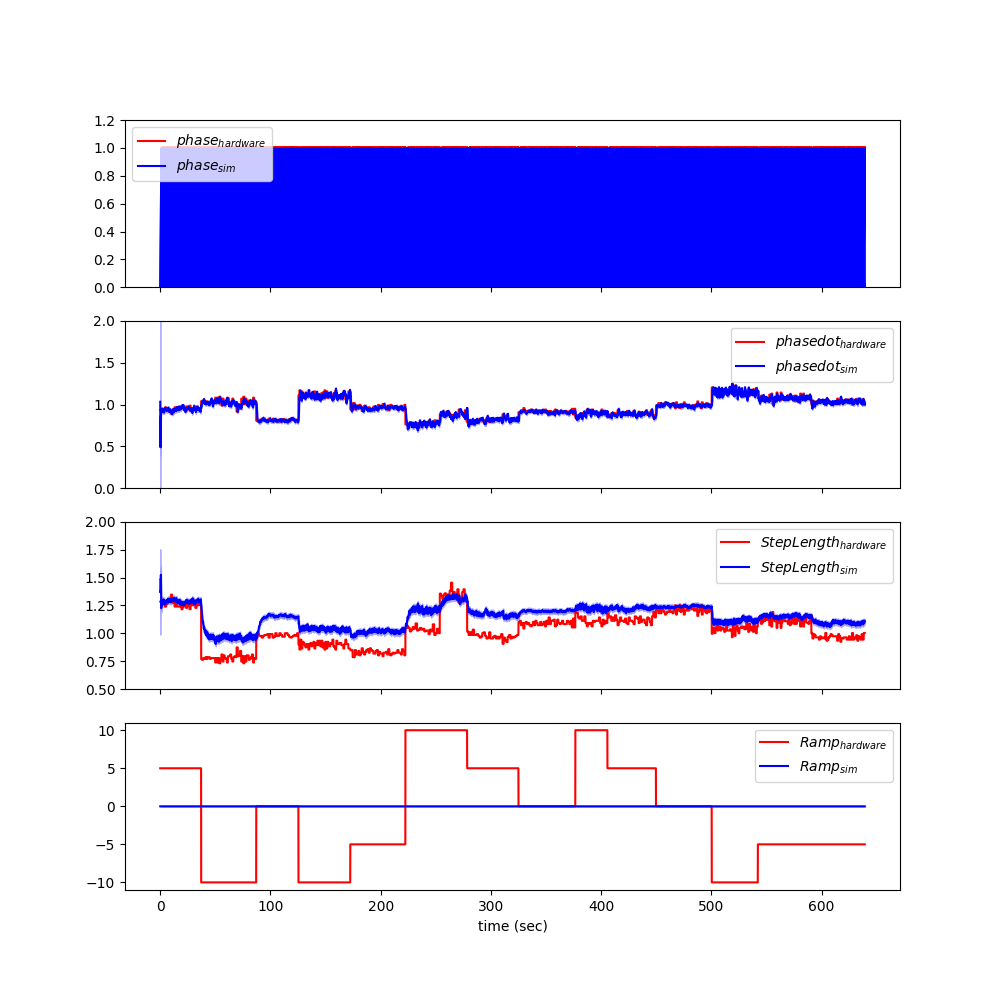 1.2
1.0
0.8
0.6
0.4
0.2
0.0
phase_hardware
phase_sim
2.0
1.5
1.0
0.5
0.0
phasedot_hardware
phasedot_sim
2.00
1.75
1.50
1.25
1.00
0.75
0.50
StepLength_hardware
StepLength_sim
10
5
0
−5
−10
Ramp_hardware
Ramp_sim
0 100 200 300 400 500 600
time (sec)